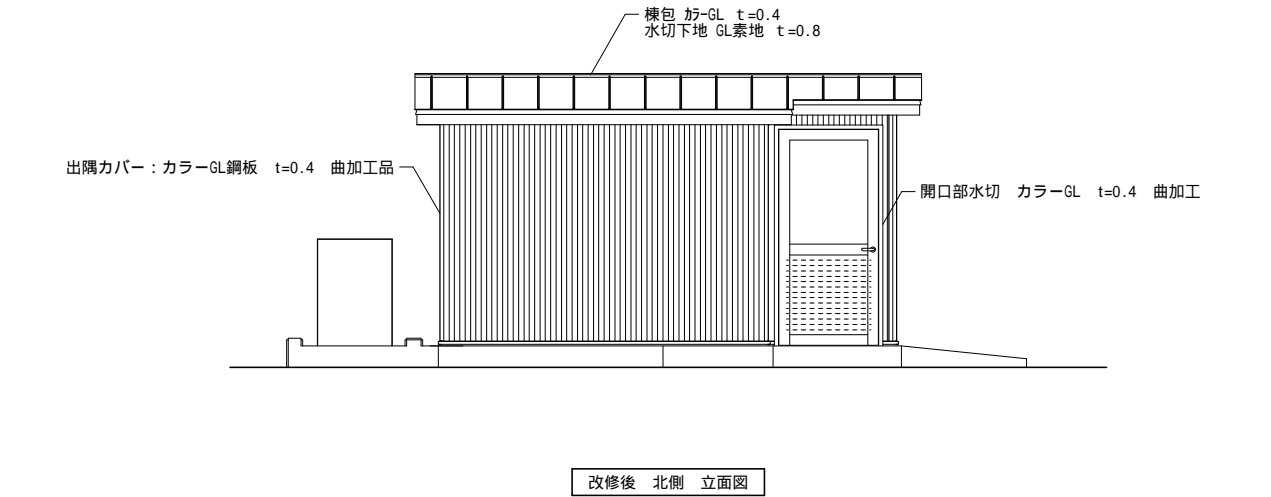 棟包 ｶﾗｰGL t=0.4
水切下地 GL素地 t=0.8
出隅カバー：カラーGL鋼板　t=0.4　曲加工品
開口部水切　カラーGL　t=0.4　曲加工
改修後　北側　立面図